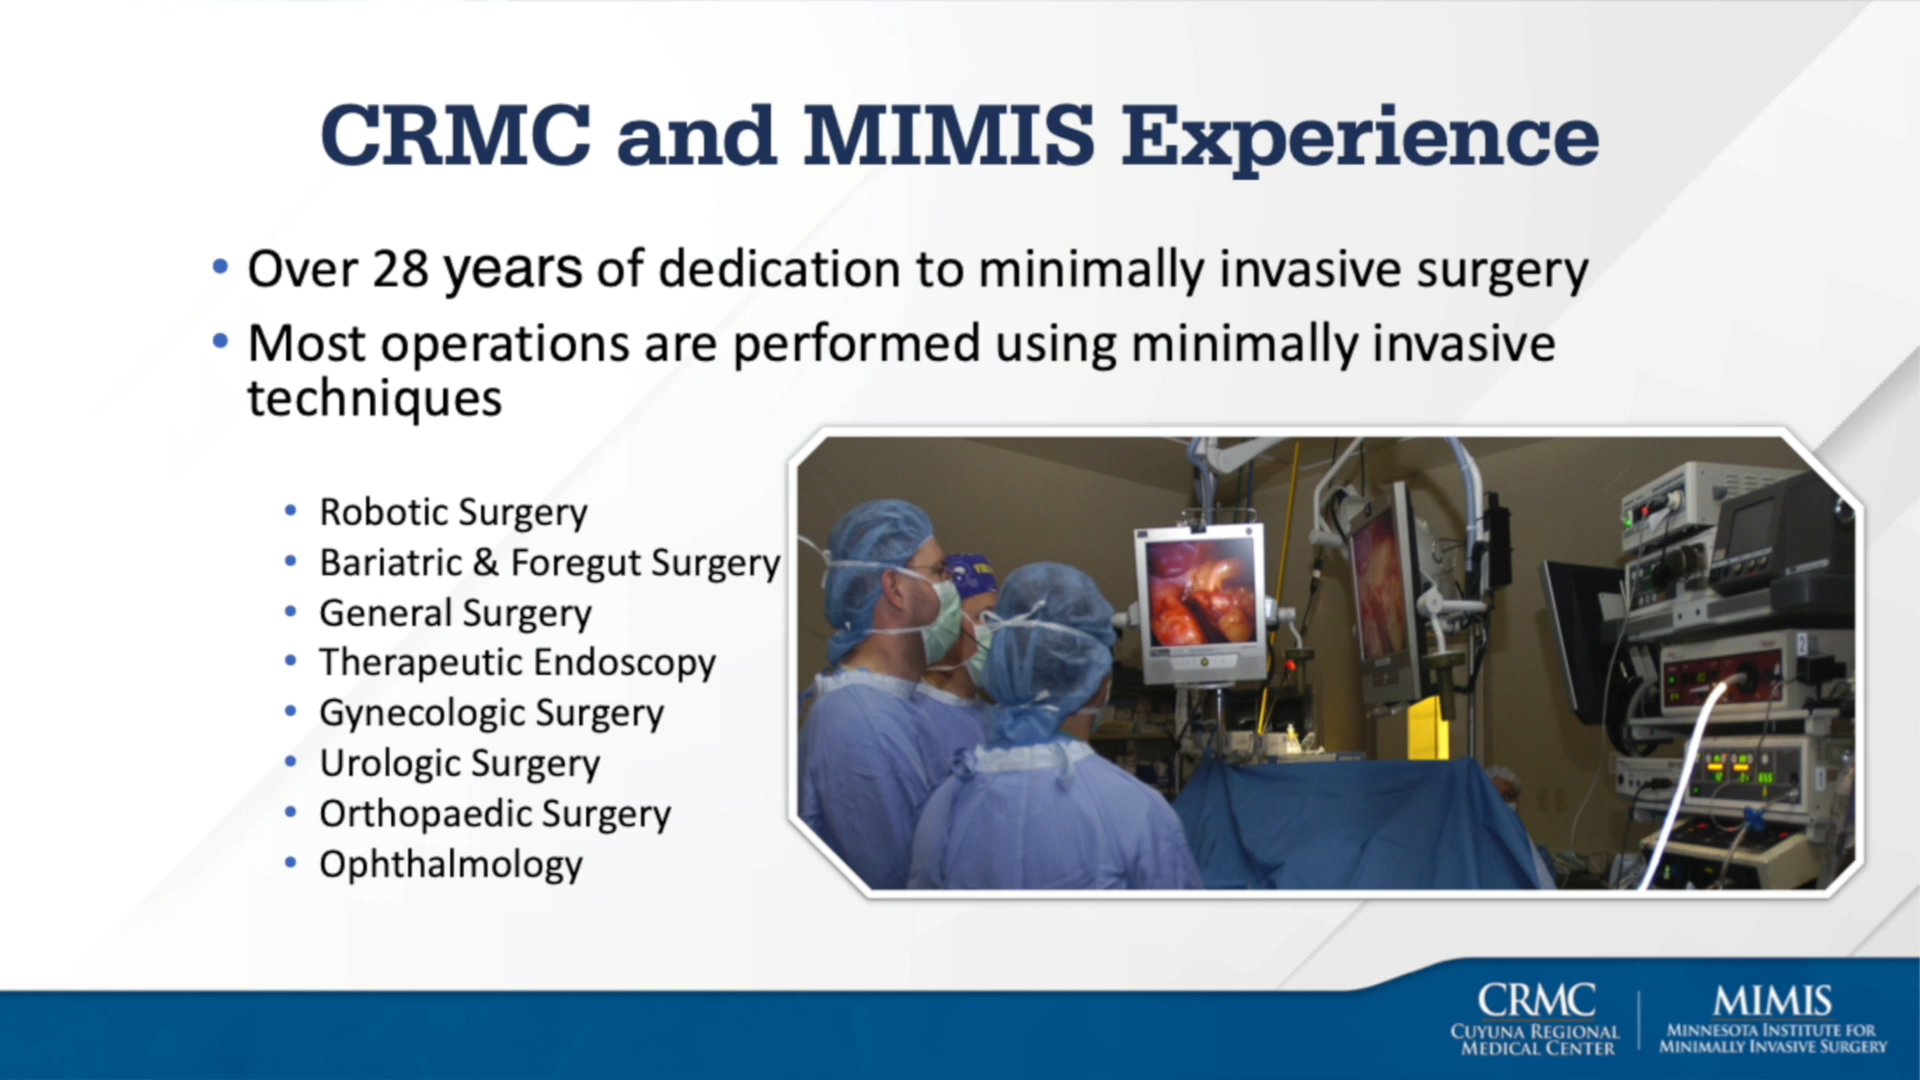 CRMC and MIMIS Experience
• Over 28 years of dedication to minimally invasive surgery
• Most operations are performed using minimally invasive
techniques
• Robotic Surgery
• Bariatric & Foregut Surgery
• General Surgery
• Therapeutic Endoscopy
• Gynecologic Surgery
• Urologic Surgery
• Orthopaedic Surgery
• Ophthalmology
CRMC
CUYUNA REGIONAL
MEDICAL CENTER
MIMIS
MINNESOTA INSTITUTE FOR
MINIMALLY INVASIVE SURGERY